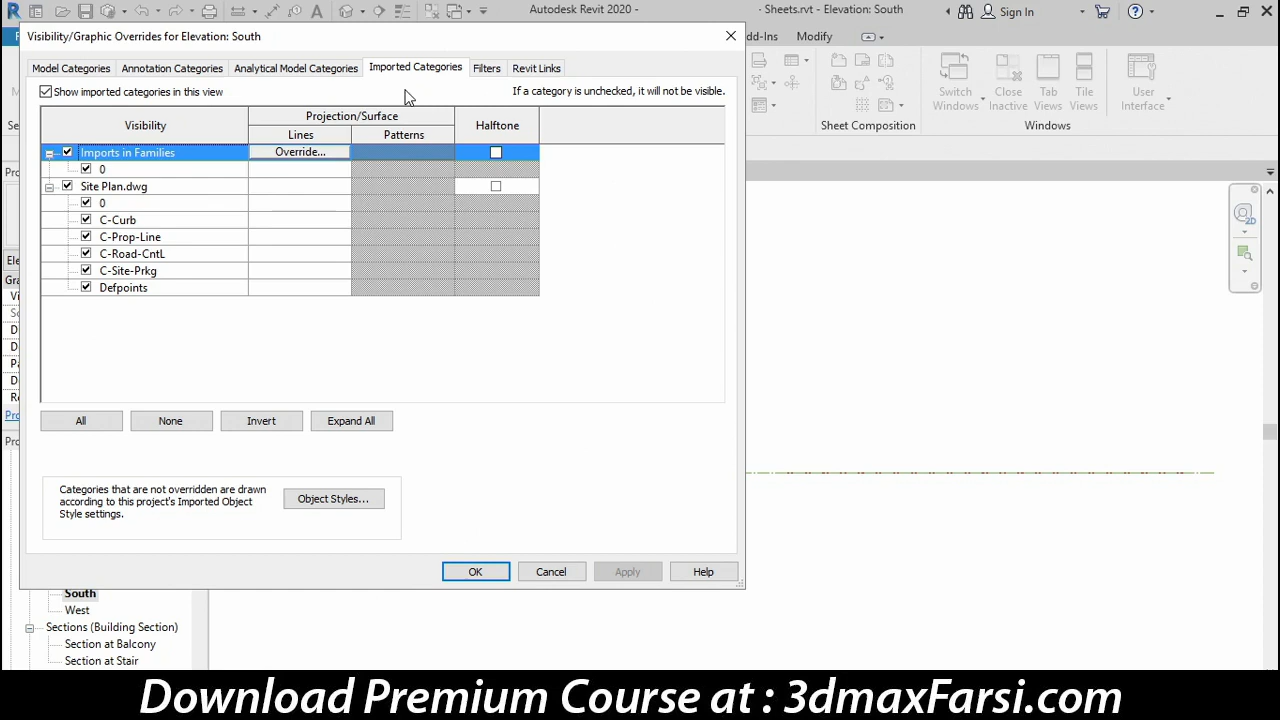 Autodesk Revit 2020 -
- Sheets.rvt - Elevation: South
Sign In
Visibility/Graphic Overrides for Elevation: South
dd-Ins
Modify
Model Categories
Annotation Categories
Analytical Model Categories
Imported Categories
Filters
Revit Links
Show imported categories in this view
If a category is unchecked, it will not be visible.
Visibility
Projection/Surface
Lines
Patterns
Halftone
Imports in Families
Override...
0
Site Plan.dwg
0
C-Curb
C-Prop-Line
C-Road-CntL
C-Site-Prkg
Defpoints
All
None
Invert
Expand All
Categories that are not overridden are drawn
according to this project's Imported Object
Style settings.
Object Styles...
OK
Cancel
Apply
Help
Switch
Windows
Close
Inactive
Tab
Views
Tile
Views
User
Interface
Sheet Composition
Windows
2D
South
West
Sections (Building Section)
Section at Balcony
Section at Stair
Download Premium Course at : 3dmaxFarsi.com